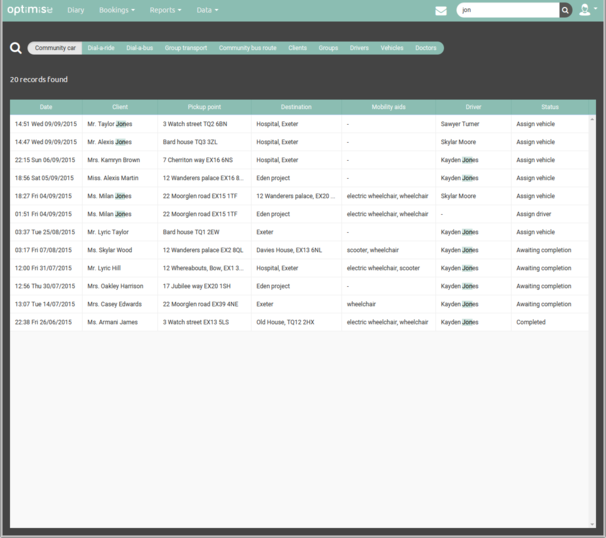 optimise Diary Bookings Reports Data jon
Community car Dial-a-ride Dial-a-bus Group transport Community bus route Clients Groups Drivers Vehicles Doctors
20 records found
Date Client Pickup point Destination Mobility aids Driver Status
14:51 Wed 09/09/2015 Mr. Taylor Jones 3 Watch street TQ2 6BN Hospital, Exeter - Sawyer Turner Assign vehicle
14:47 Wed 09/09/2015 Mr. Alexis Jones Bard house TQ3 3ZL Hospital, Exeter - Skylar Moore Assign vehicle
22:15 Sun 06/09/2015 Mrs. Kamryn Brown 7 Cherriton way EX16 6NS Hospital, Exeter - Kayden Jones Assign vehicle
18:56 Sat 05/09/2015 Miss. Alexis Martin 12 Wanderers palace EX16 8... Eden project - Kayden Jones Assign vehicle
18:27 Fri 04/09/2015 Ms. Milan Jones 22 Moorglen road EX15 1TF 12 Wanderers palace, EX20 ... electric wheelchair, wheelchair Skylar Moore Assign vehicle
01:51 Fri 04/09/2015 Ms. Milan Jones 22 Moorglen road EX15 1TF Eden project electric wheelchair, wheelchair - Assign driver
03:37 Tue 25/08/2015 Mr. Lyric Taylor Bard house TQ1 2EW Exeter - Kayden Jones Assign vehicle
03:17 Fri 07/08/2015 Ms. Skylar Wood 12 Wanderers palace EX2 8QL Davies House, EX13 6NL scooter, wheelchair Kayden Jones Awaiting completion
12:00 Fri 31/07/2015 Mr. Lyric Hill 12 Whereabouts, Bow, EX1 3... Hospital, Exeter electric wheelchair, scooter Kayden Jones Awaiting completion
12:56 Thu 30/07/2015 Mrs. Oakley Harrison 17 Jubilee way EX20 1SH Eden project - Kayden Jones Awaiting completion
13:07 Tue 14/07/2015 Mrs. Casey Edwards 22 Moorglen road EX39 4NE Exeter wheelchair Kayden Jones Awaiting completion
22:38 Fri 26/06/2015 Ms. Armani James 3 Watch street EX13 5LS Old House, TQ12 2HX electric wheelchair, wheelchair Kayden Jones Completed